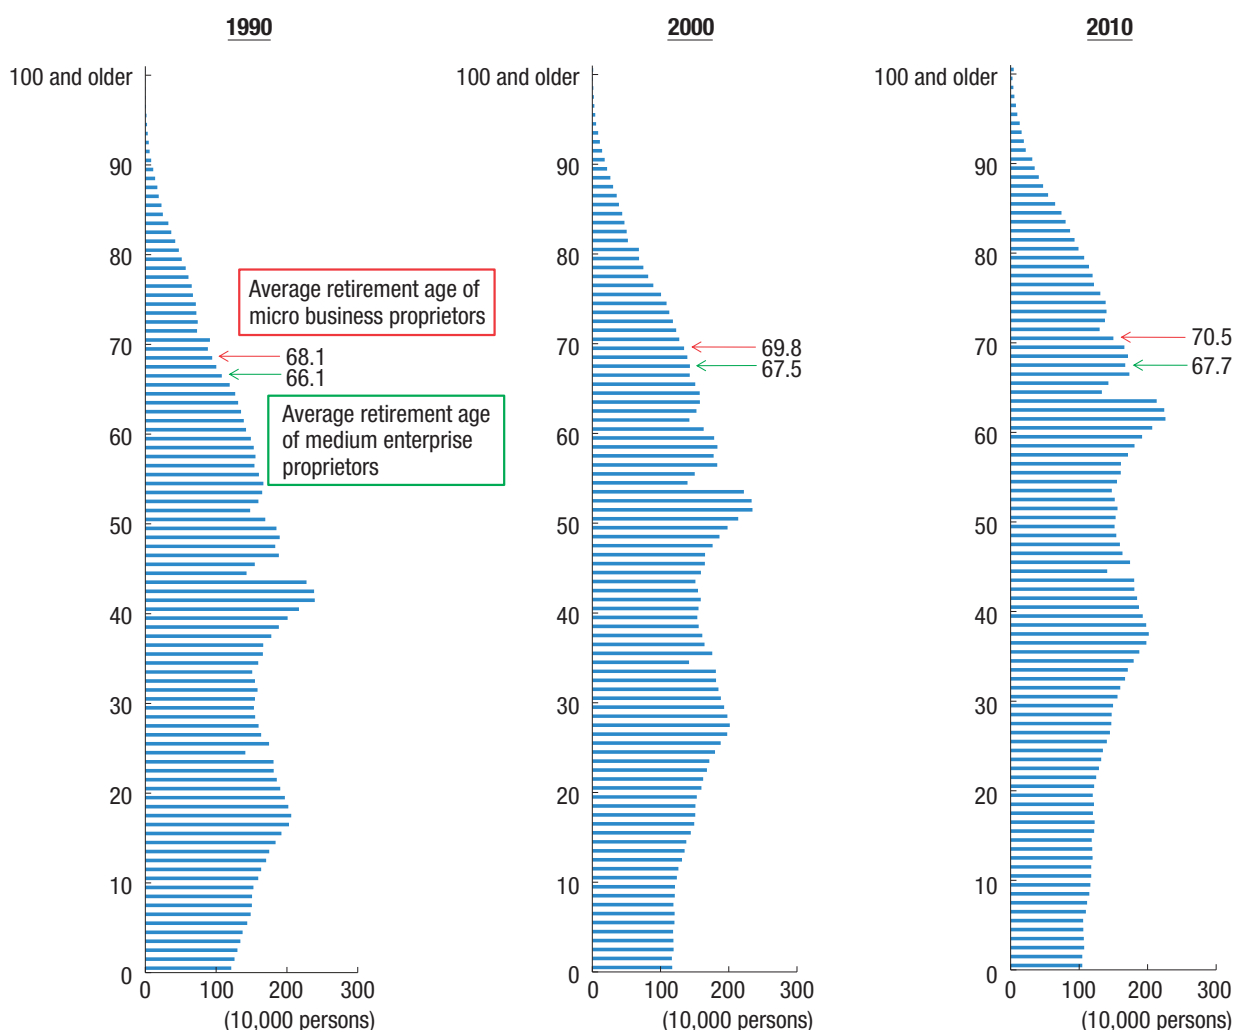 1990
100 and older
90
80
70
60
50
40
30
20
10
0
0 100 200 300
(10,000 persons)
Average retirement age of
micro business proprietors
68.1
66.1
Average retirement age
of medium enterprise
proprietors
2000
100 and older
90
80
70
60
50
40
30
20
10
0
0 100 200 300
(10,000 persons)
69.8
67.5
2010
100 and older
90
80
70
60
50
40
30
20
10
0
0 100 200 300
(10,000 persons)
70.5
67.7